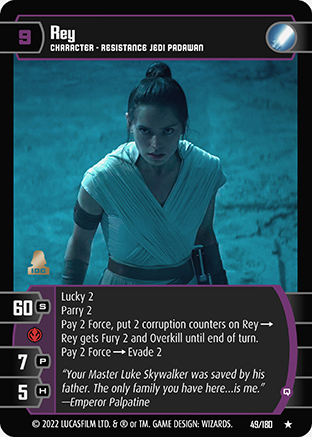 9
Rey
CHARACTER - RESISTANCE JEDI PADAWAN
IDC
60 S
7 P
5 H
Lucky 2
Parry 2
Pay 2 Force, put 2 corruption counters on Rey →
Rey gets Fury 2 and Overkill until end of turn.
Pay 2 Force → Evade 2
“Your Master Luke Skywalker was saved by his
father. The only family you have here...is me.”
—Emperor Palpatine
© 2022 LUCASFILM LTD. & ® or TM. GAME DESIGN: WIZARDS. 49/180 ★